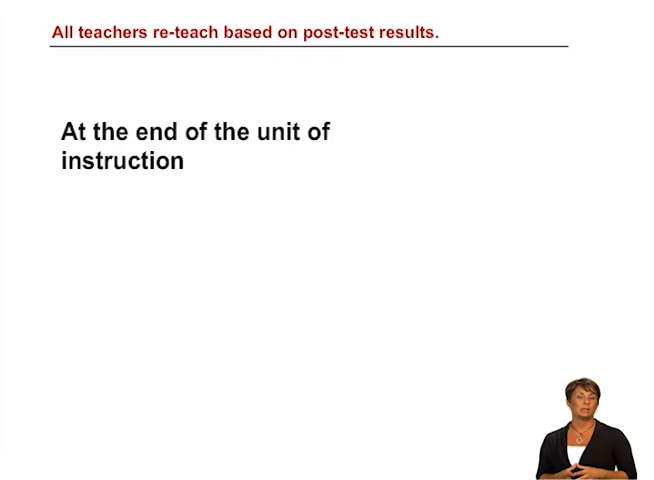 All teachers re-teach based on post-test results.
At the end of the unit of
instruction